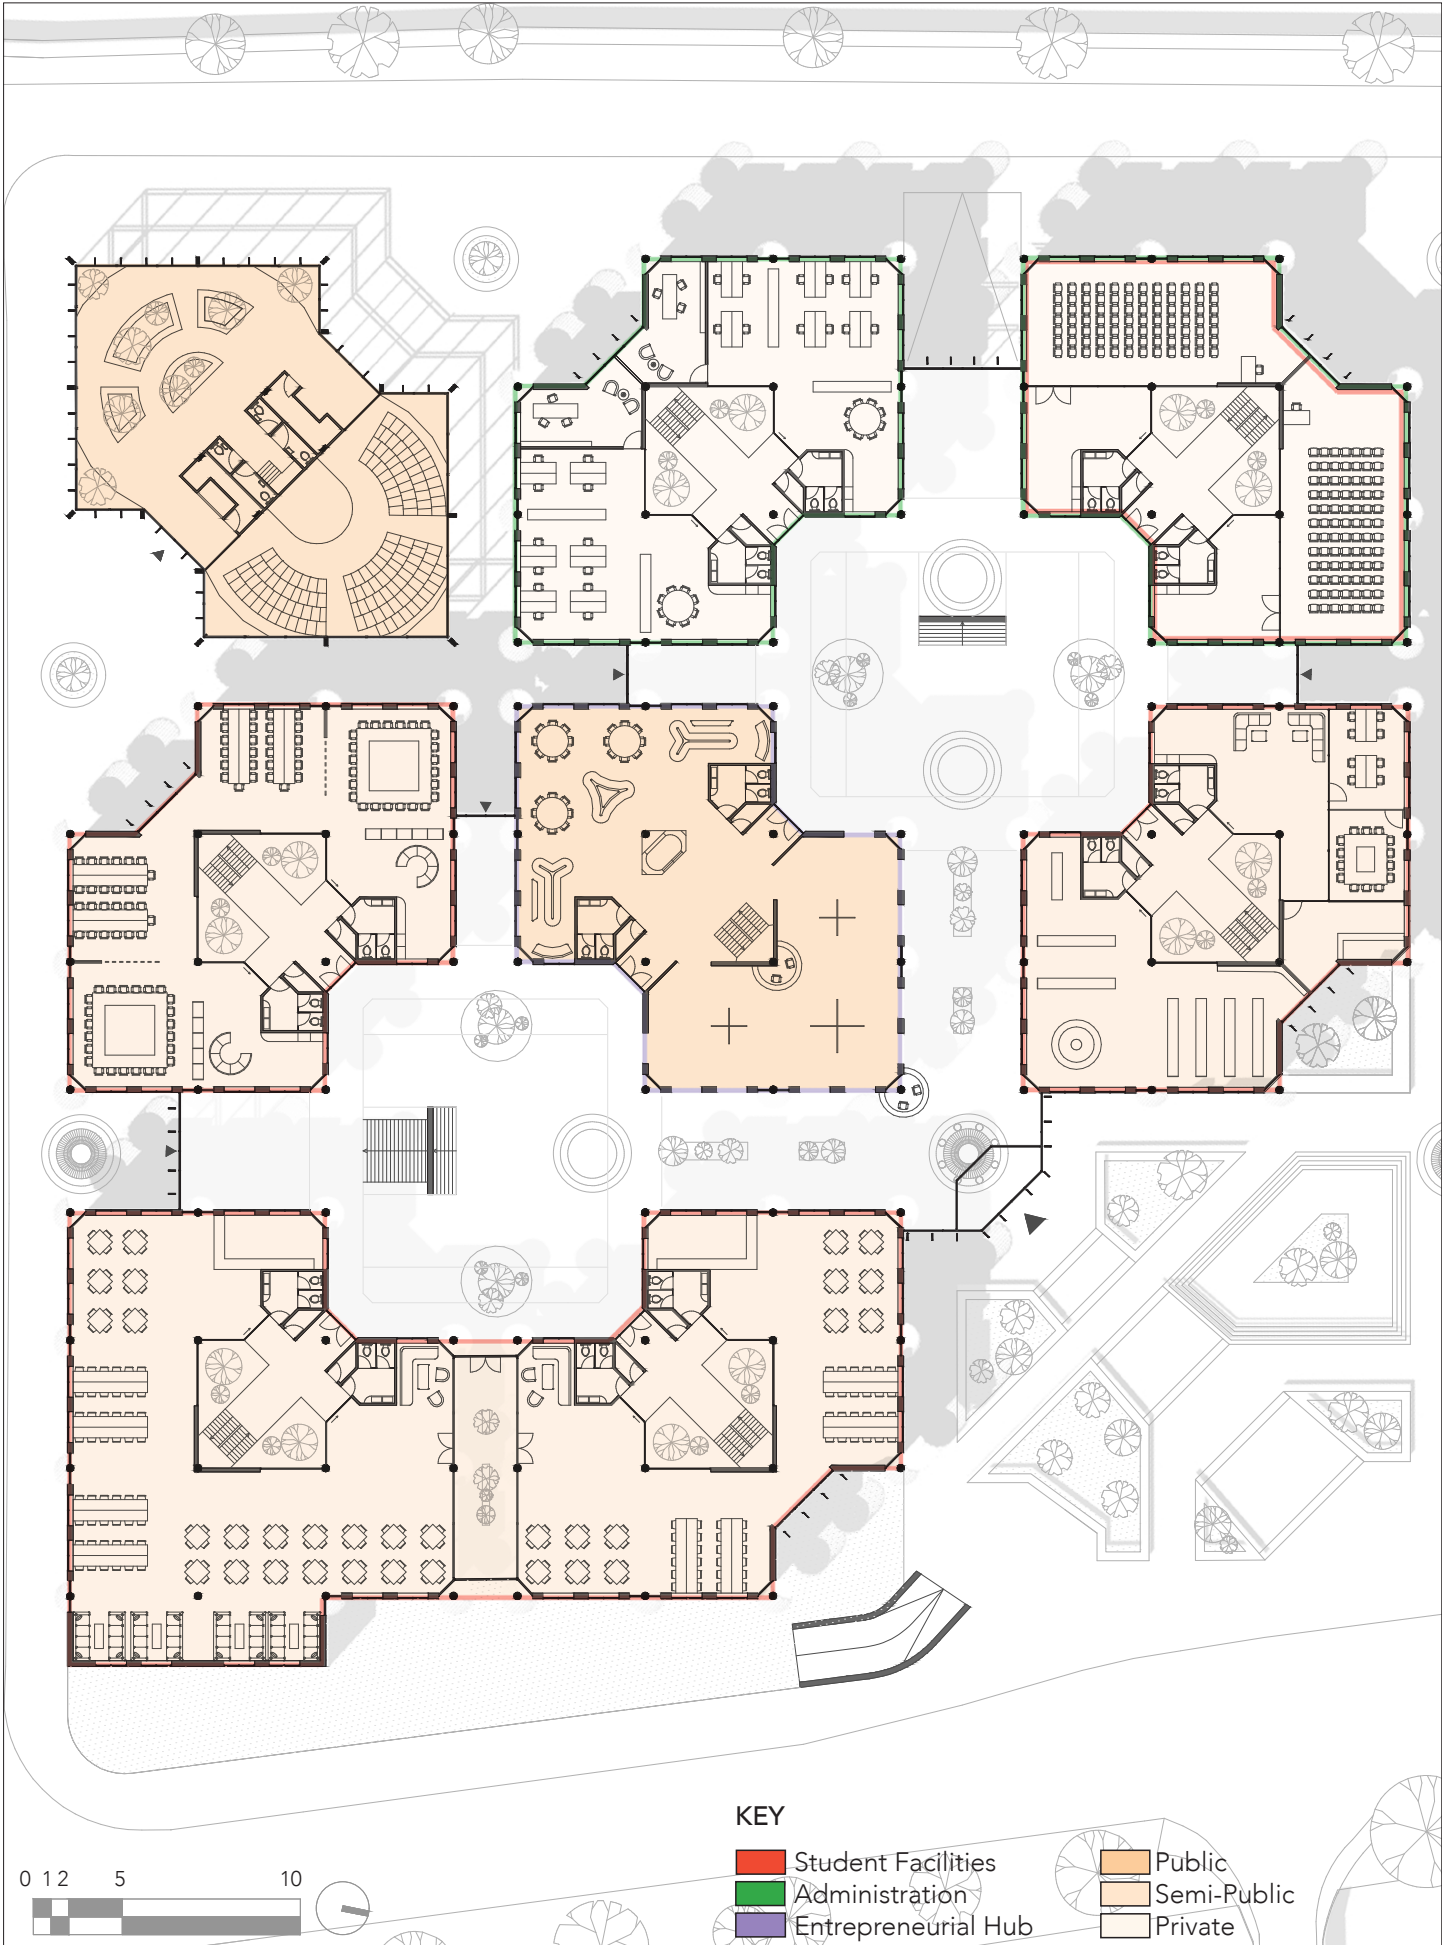 KEY
Student Facilities
Administration
Entrepreneurial Hub
Public
Semi-Public
Private
0 1 2 5 10